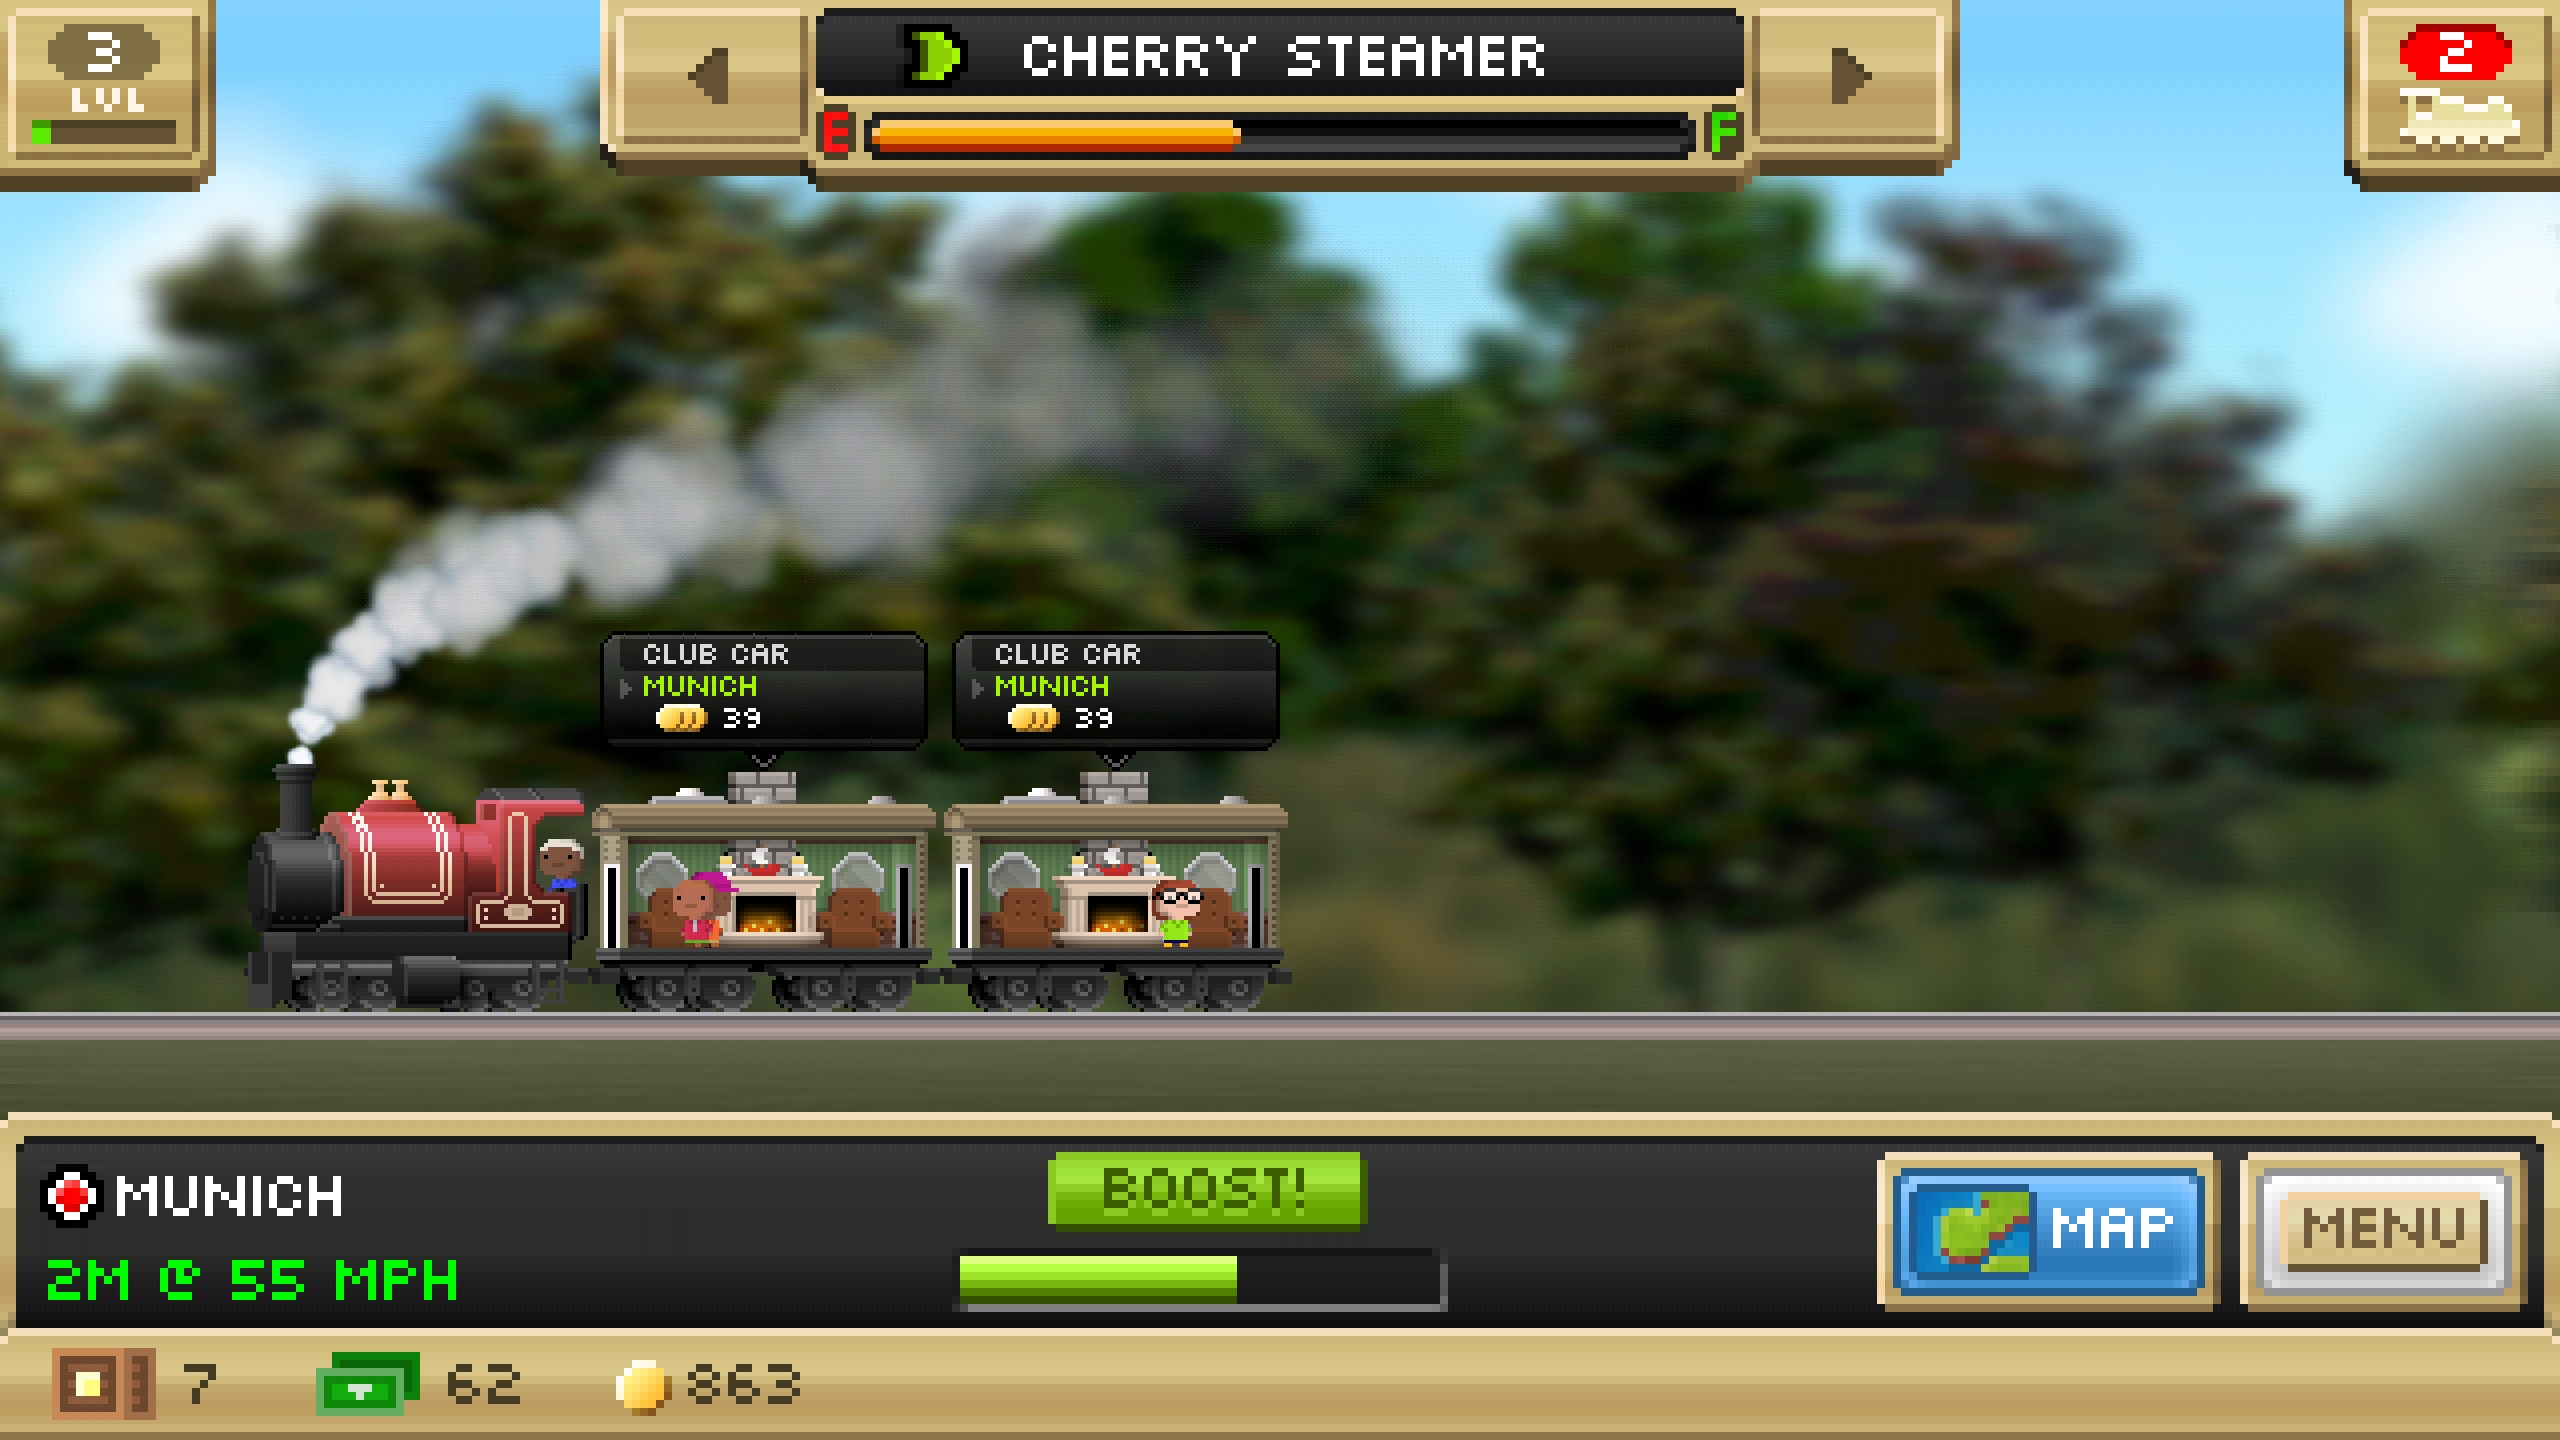 3
LVL
CHERRY STEAMER
E F
2
CLUB CAR
MUNICH
39
CLUB CAR
MUNICH
39
MUNICH
2M @ 55 MPH
BOOST!
MAP
MENU
7 62 863